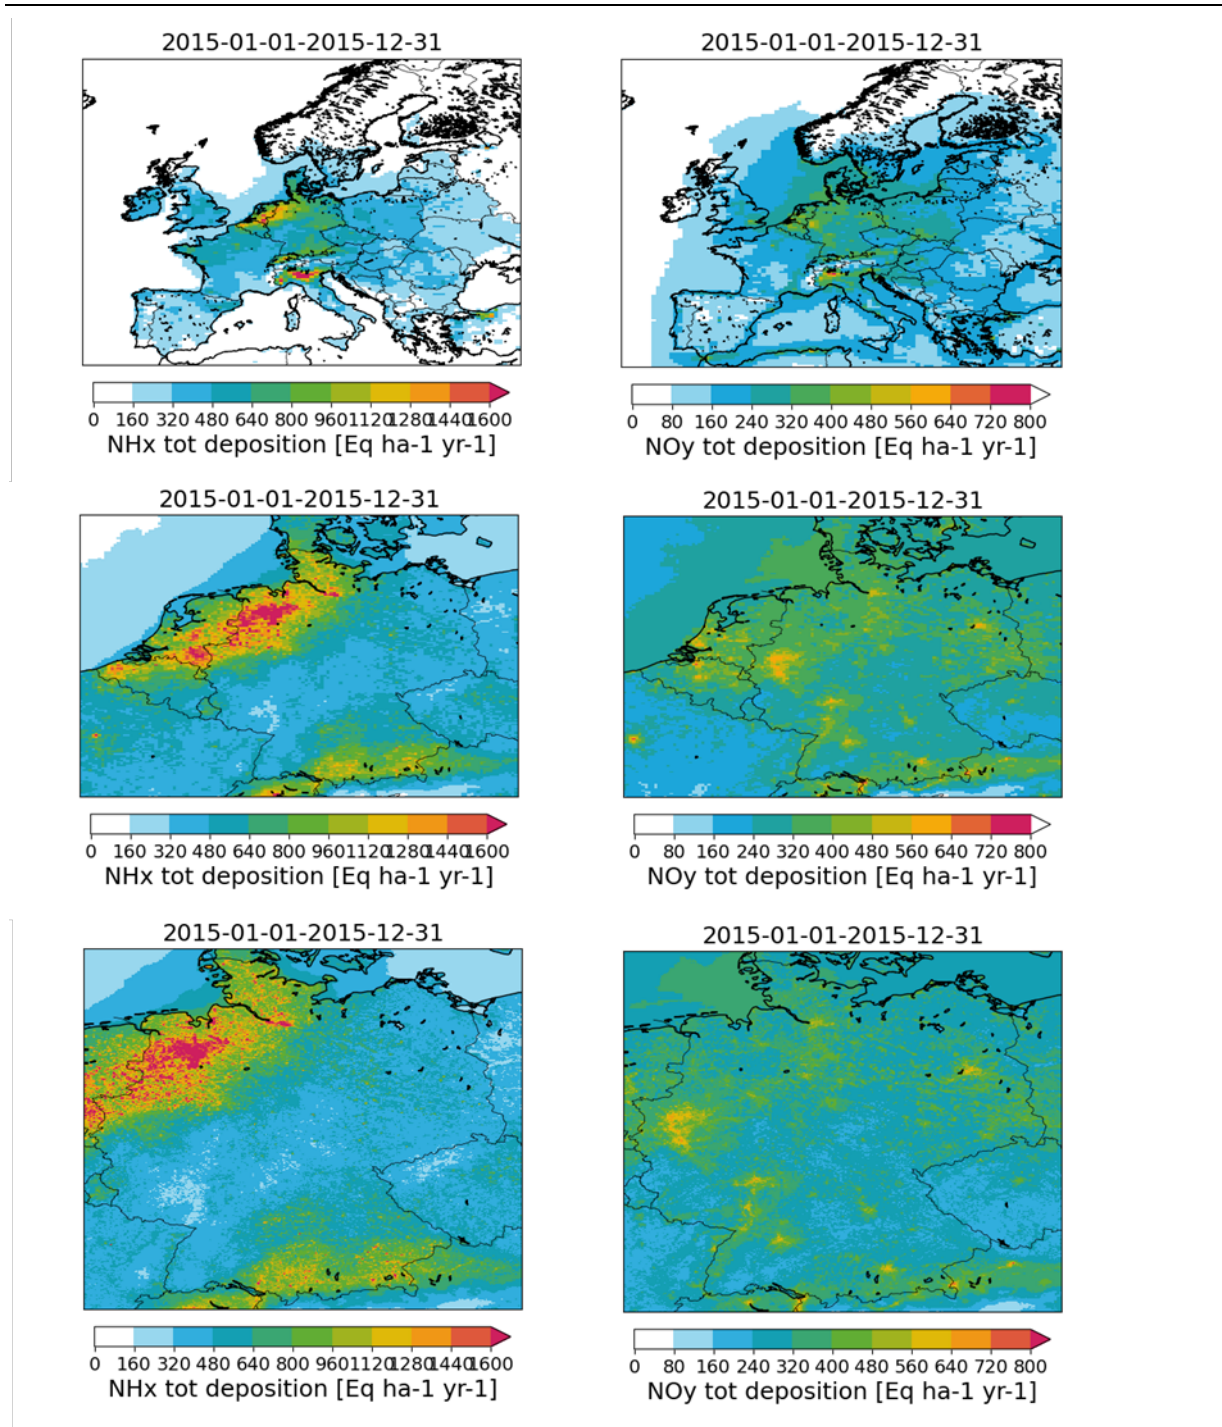 2015-01-01-2015-12-31 2015-01-01-2015-12-31
0 160 320 480 640 800 960 1120 1280 1440 1600 0 80 160 240 320 400 480 560 640 720 800
NHx tot deposition [Eq ha-1 yr-1] NOy tot deposition [Eq ha-1 yr-1]
2015-01-01-2015-12-31 2015-01-01-2015-12-31
0 160 320 480 640 800 960 1120 1280 1440 1600 0 80 160 240 320 400 480 560 640 720 800
NHx tot deposition [Eq ha-1 yr-1] NOy tot deposition [Eq ha-1 yr-1]
2015-01-01-2015-12-31 2015-01-01-2015-12-31
0 160 320 480 640 800 960 1120 1280 1440 1600 0 80 160 240 320 400 480 560 640 720 800
NHx tot deposition [Eq ha-1 yr-1] NOy tot deposition [Eq ha-1 yr-1]